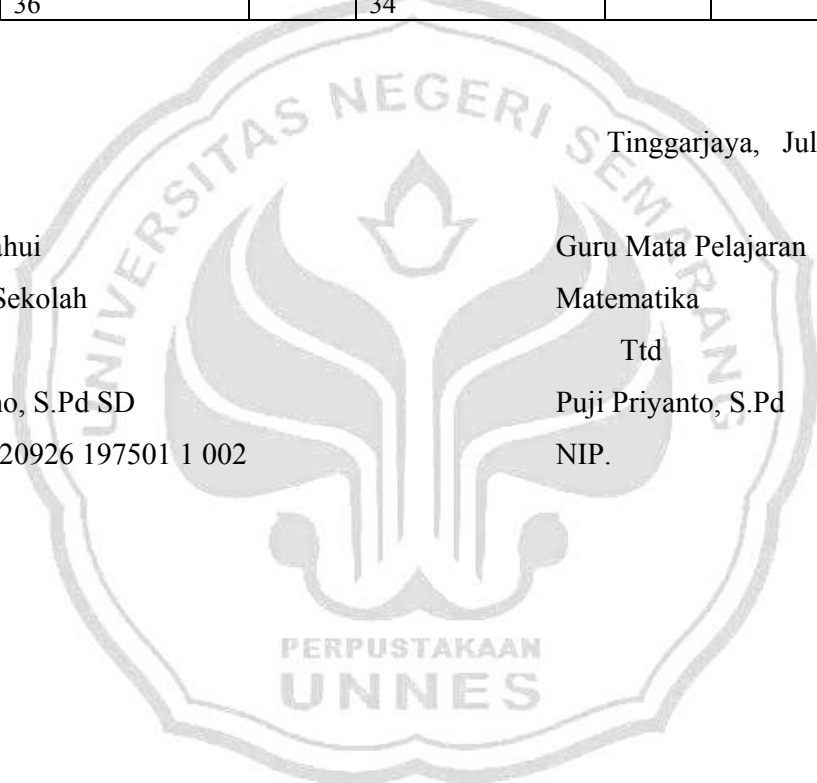 36 34
UNIVERSITAS NEGERI SEMARANG
Tinggarjaya, Jul
ahui Guru Mata Pelajaran
Sekolah Matematika
Ttd
no, S.Pd SD Puji Priyanto, S.Pd
20926 197501 1 002 NIP.
PERPUSTAKAAN
UNNES